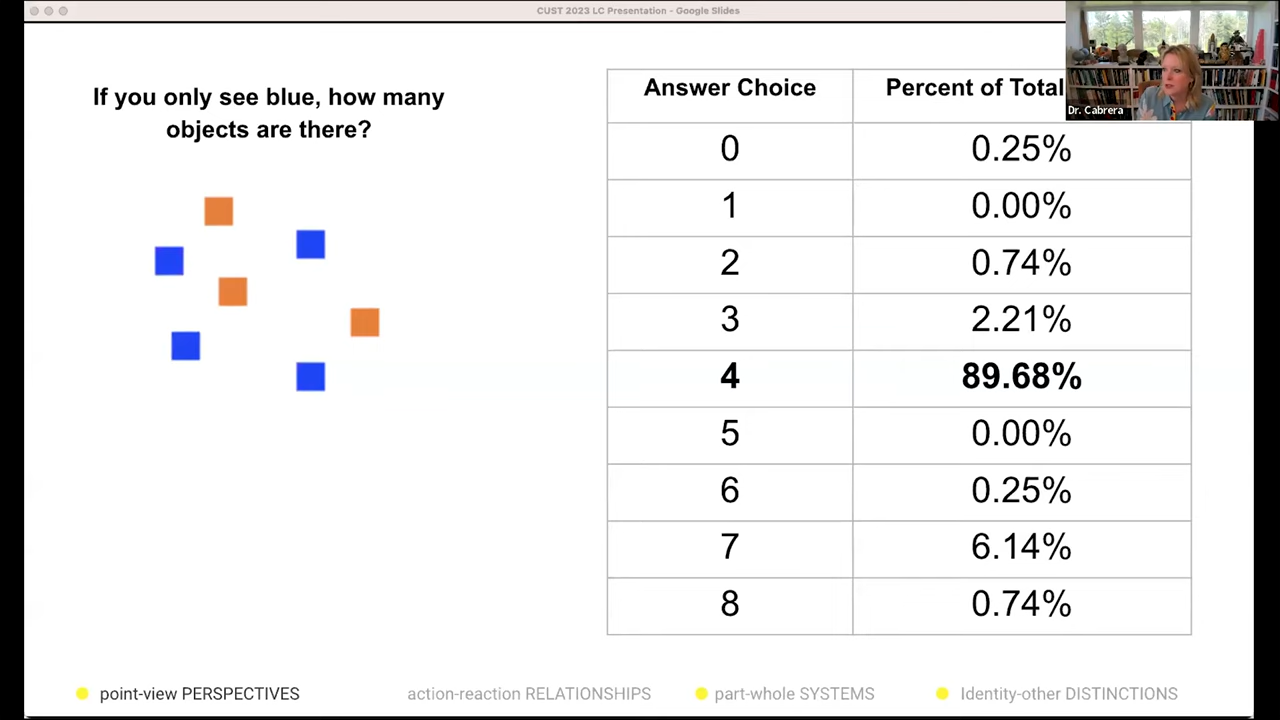 CUST 2023 LC Presentation - Google Slides
If you only see blue, how many
objects are there?
Answer Choice Percent of Total
0 0.25%
1 0.00%
2 0.74%
3 2.21%
4 89.68%
5 0.00%
6 0.25%
7 6.14%
8 0.74%
Dr. Cabrera
point-view PERSPECTIVES action-reaction RELATIONSHIPS part-whole SYSTEMS Identity-other DISTINCTIONS